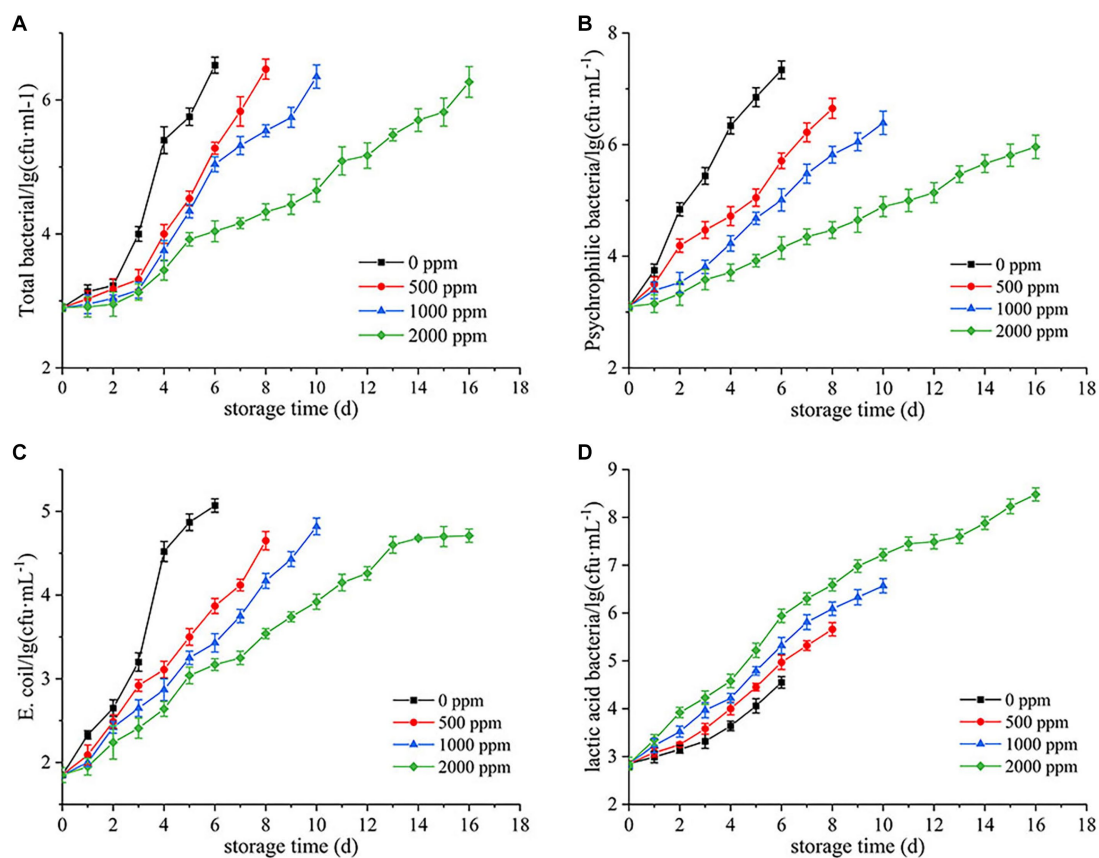 A
Total bacterial/lg(cfu·ml-1)
6
4
2
0 ppm
500 ppm
1000 ppm
2000 ppm
0 2 4 6 8 10 12 14 16 18
storage time (d)
B
Psychrophilic bacteria/lg(cfu·mL⁻¹)
8
6
4
2
0 ppm
500 ppm
1000 ppm
2000 ppm
0 2 4 6 8 10 12 14 16 18
storage time (d)
C
E. coil/lg(cfu·mL⁻¹)
5
4
3
2
0 ppm
500 ppm
1000 ppm
2000 ppm
0 2 4 6 8 10 12 14 16 18
storage time (d)
D
lactic acid bacteria/lg(cfu·mL⁻¹)
9
8
7
6
5
4
3
2
0 ppm
500 ppm
1000 ppm
2000 ppm
0 2 4 6 8 10 12 14 16 18
storage time (d)